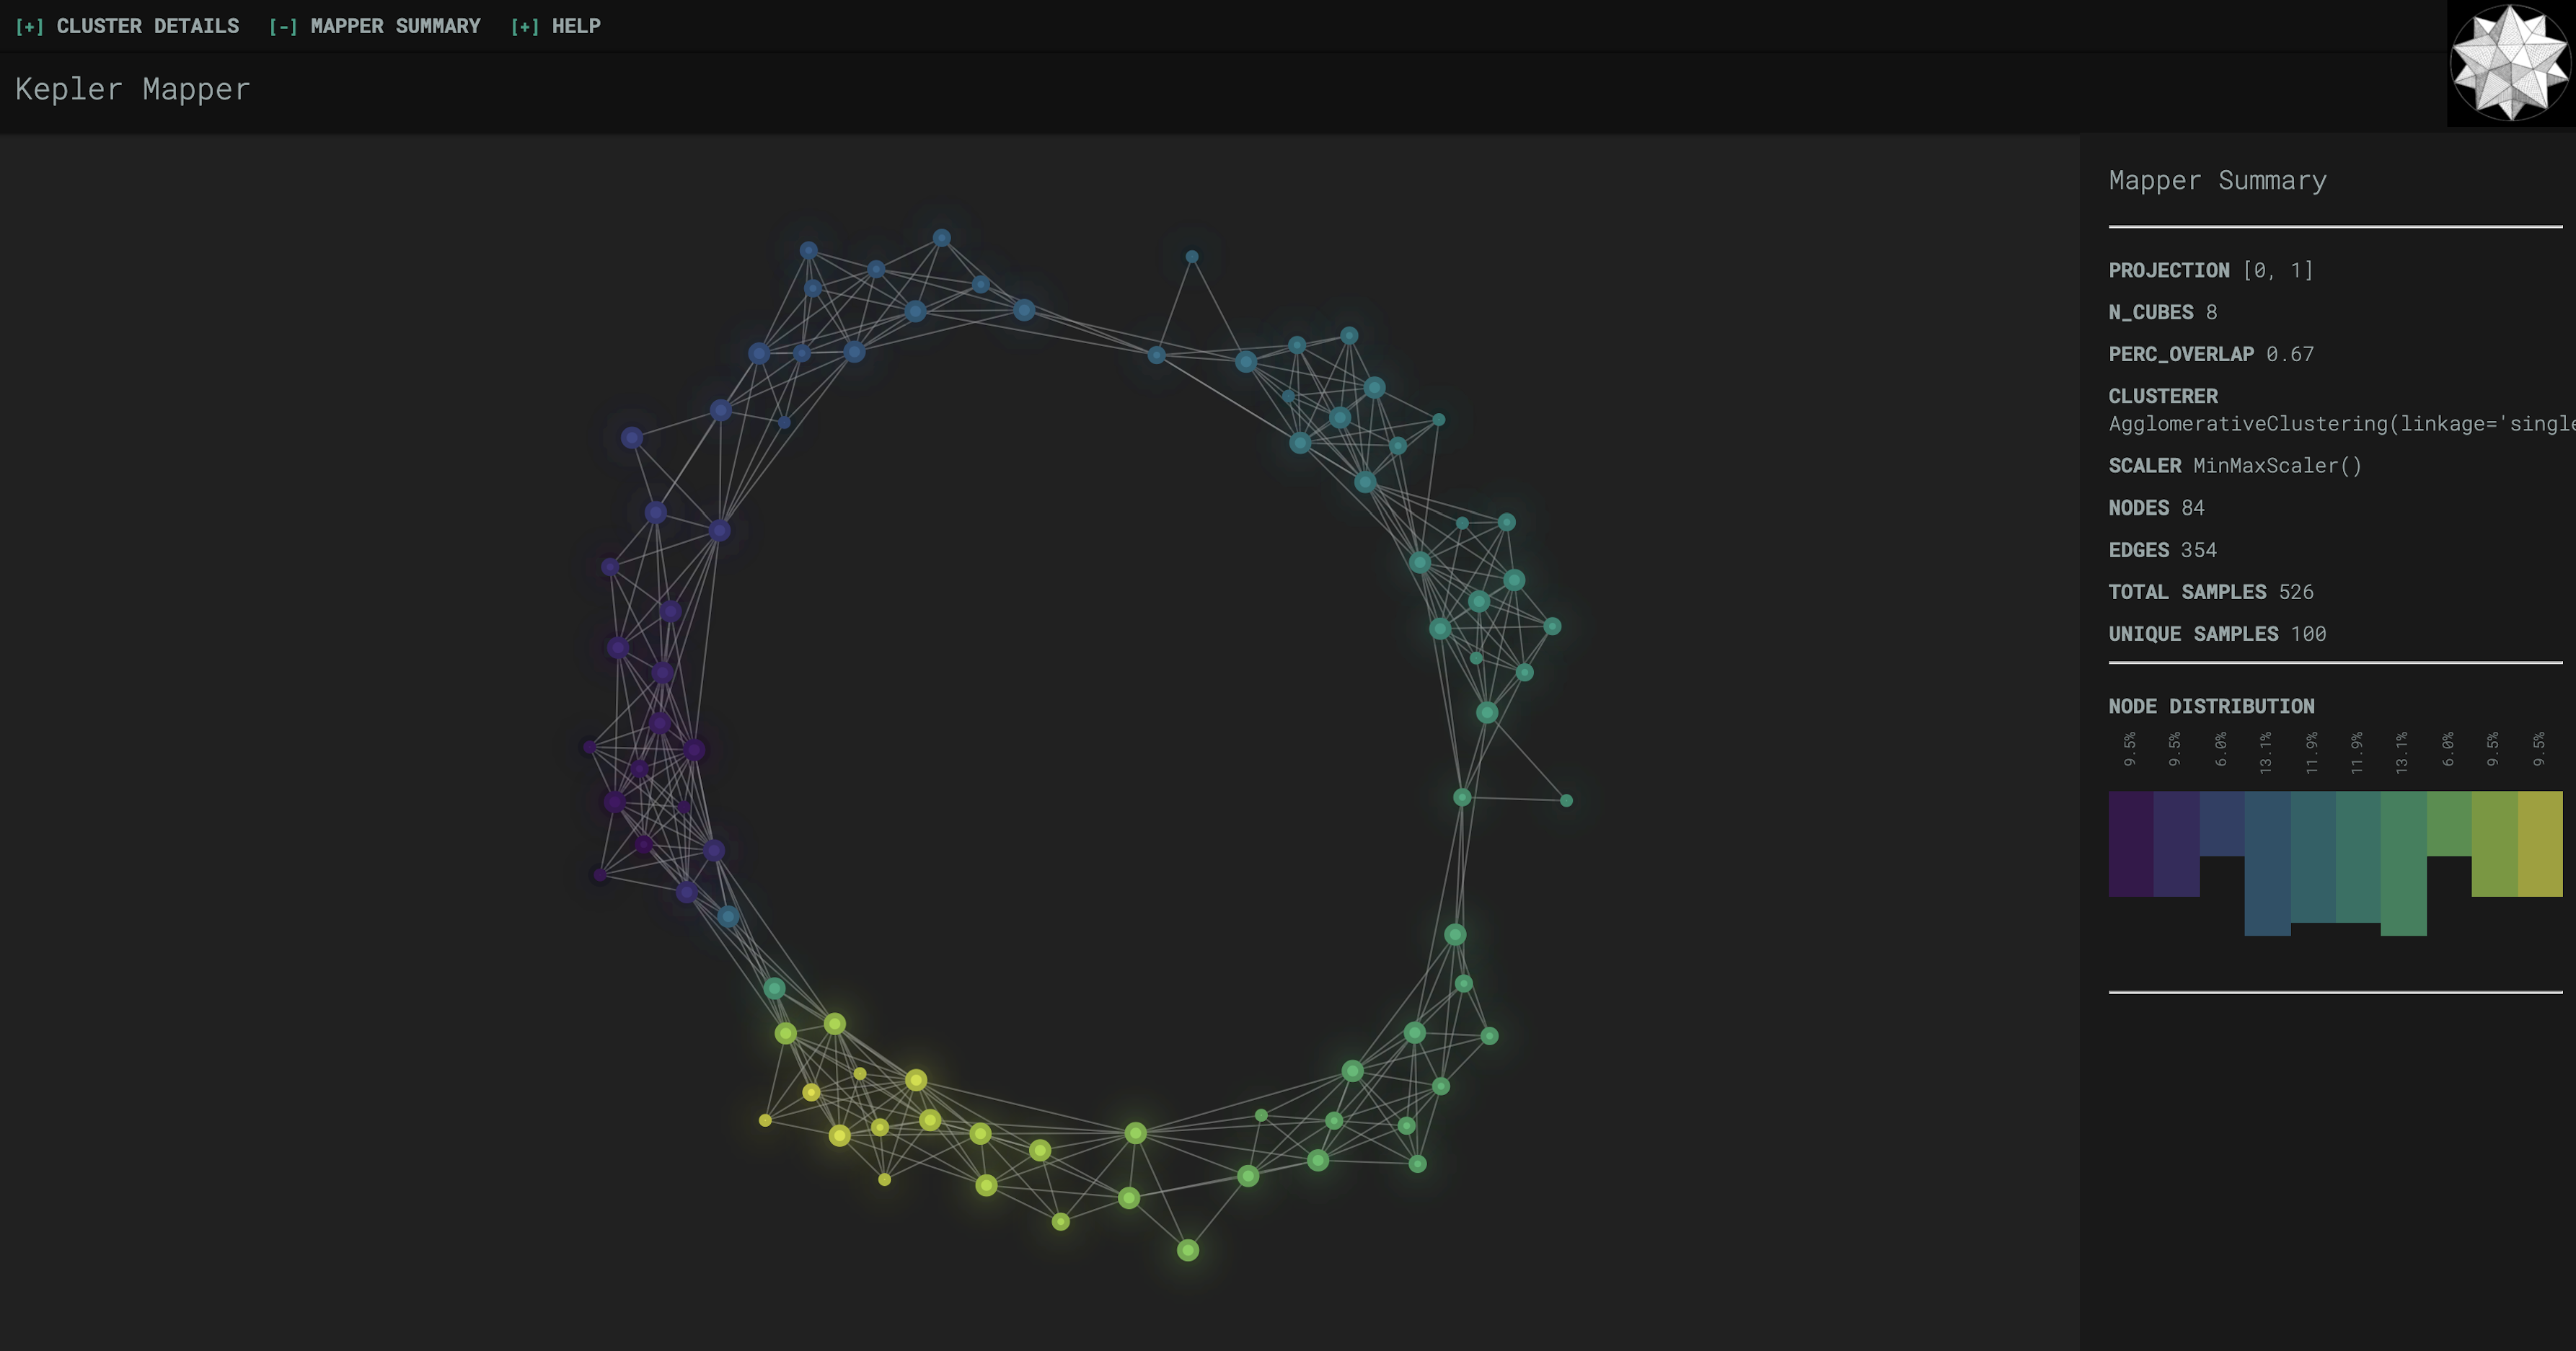 [+] CLUSTER DETAILS [-] MAPPER SUMMARY [+] HELP
Kepler Mapper
Mapper Summary
PROJECTION [0, 1]
N_CUBES 8
PERC_OVERLAP 0.67
CLUSTERER
AgglomerativeClustering(linkage='single
SCALER MinMaxScaler()
NODES 84
EDGES 354
TOTAL SAMPLES 526
UNIQUE SAMPLES 100
NODE DISTRIBUTION
9.5% 9.5% 6.0% 13.1% 11.9% 11.9% 13.1% 6.0% 9.5% 9.5%